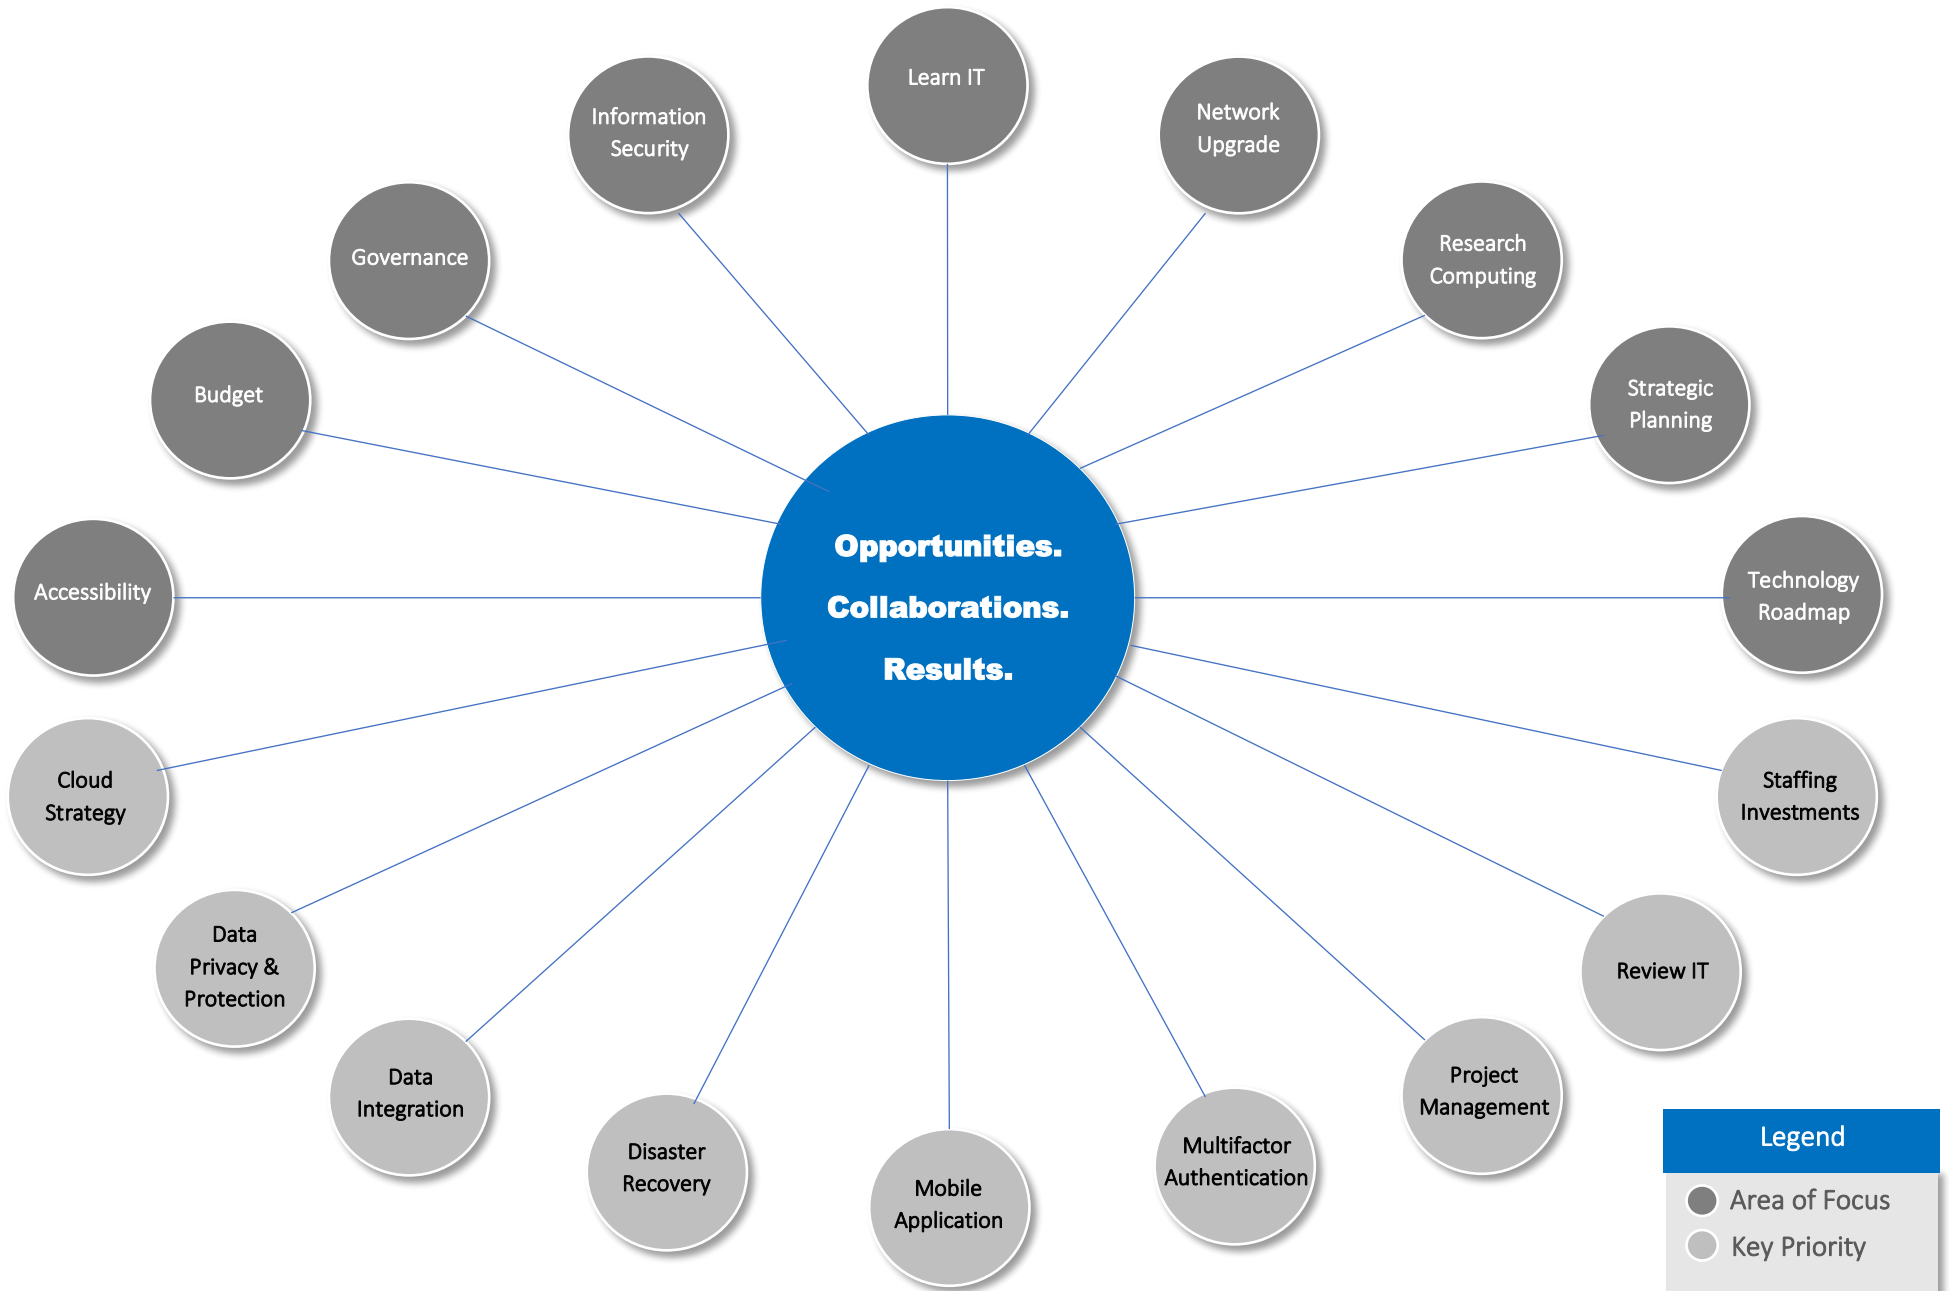 Learn IT
Information
Security
Network
Upgrade
Governance
Research
Computing
Budget
Strategic
Planning
Opportunities.
Collaborations.
Results.
Accessibility
Technology
Roadmap
Cloud
Strategy
Staffing
Investments
Data
Privacy &
Protection
Review IT
Data
Integration
Project
Management
Disaster
Recovery
Mobile
Application
Multifactor
Authentication
Legend
Area of Focus
Key Priority